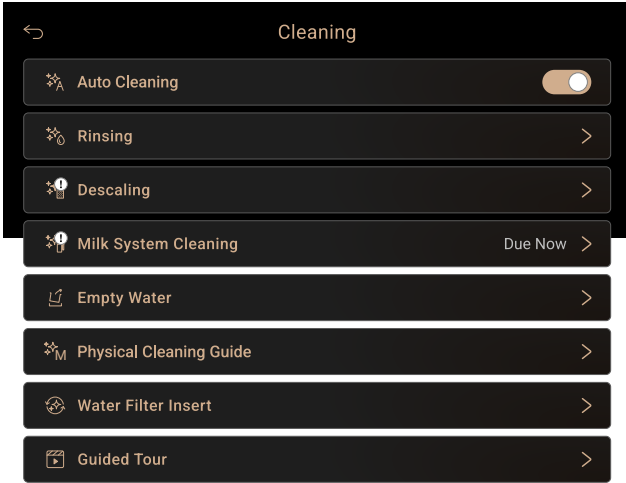 Cleaning
A Auto Cleaning
Rinsing
! Descaling
! Milk System Cleaning Due Now
Empty Water
M Physical Cleaning Guide
Water Filter Insert
Guided Tour